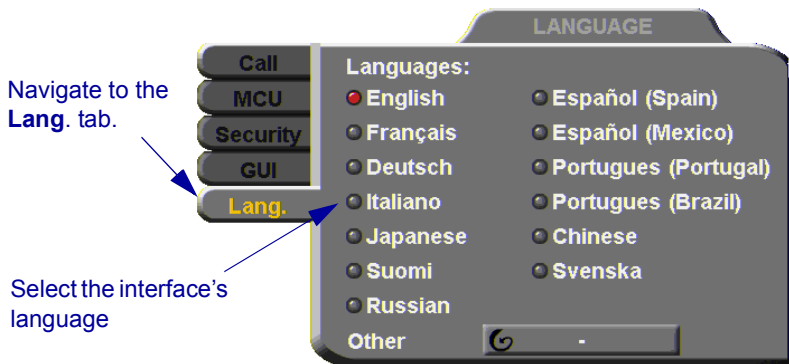 LANGUAGE
Navigate to the
Lang. tab.
Select the interface's
language
Call
MCU
Security
GUI
Lang.
Languages:
English
Français
Deutsch
Italiano
Japanese
Suomi
Russian
Español (Spain)
Español (Mexico)
Portugues (Portugal)
Portugues (Brazil)
Chinese
Svenska
Other
-